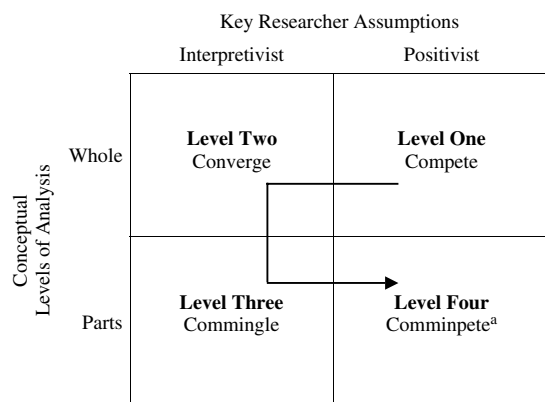 Key Researcher Assumptions
Interpretivist Positivist
Conceptual
Levels of Analysis
Whole
Level Two
Converge
Level One
Compete
Parts
Level Three
Commingle
Level Four
Comminpeteᵃ